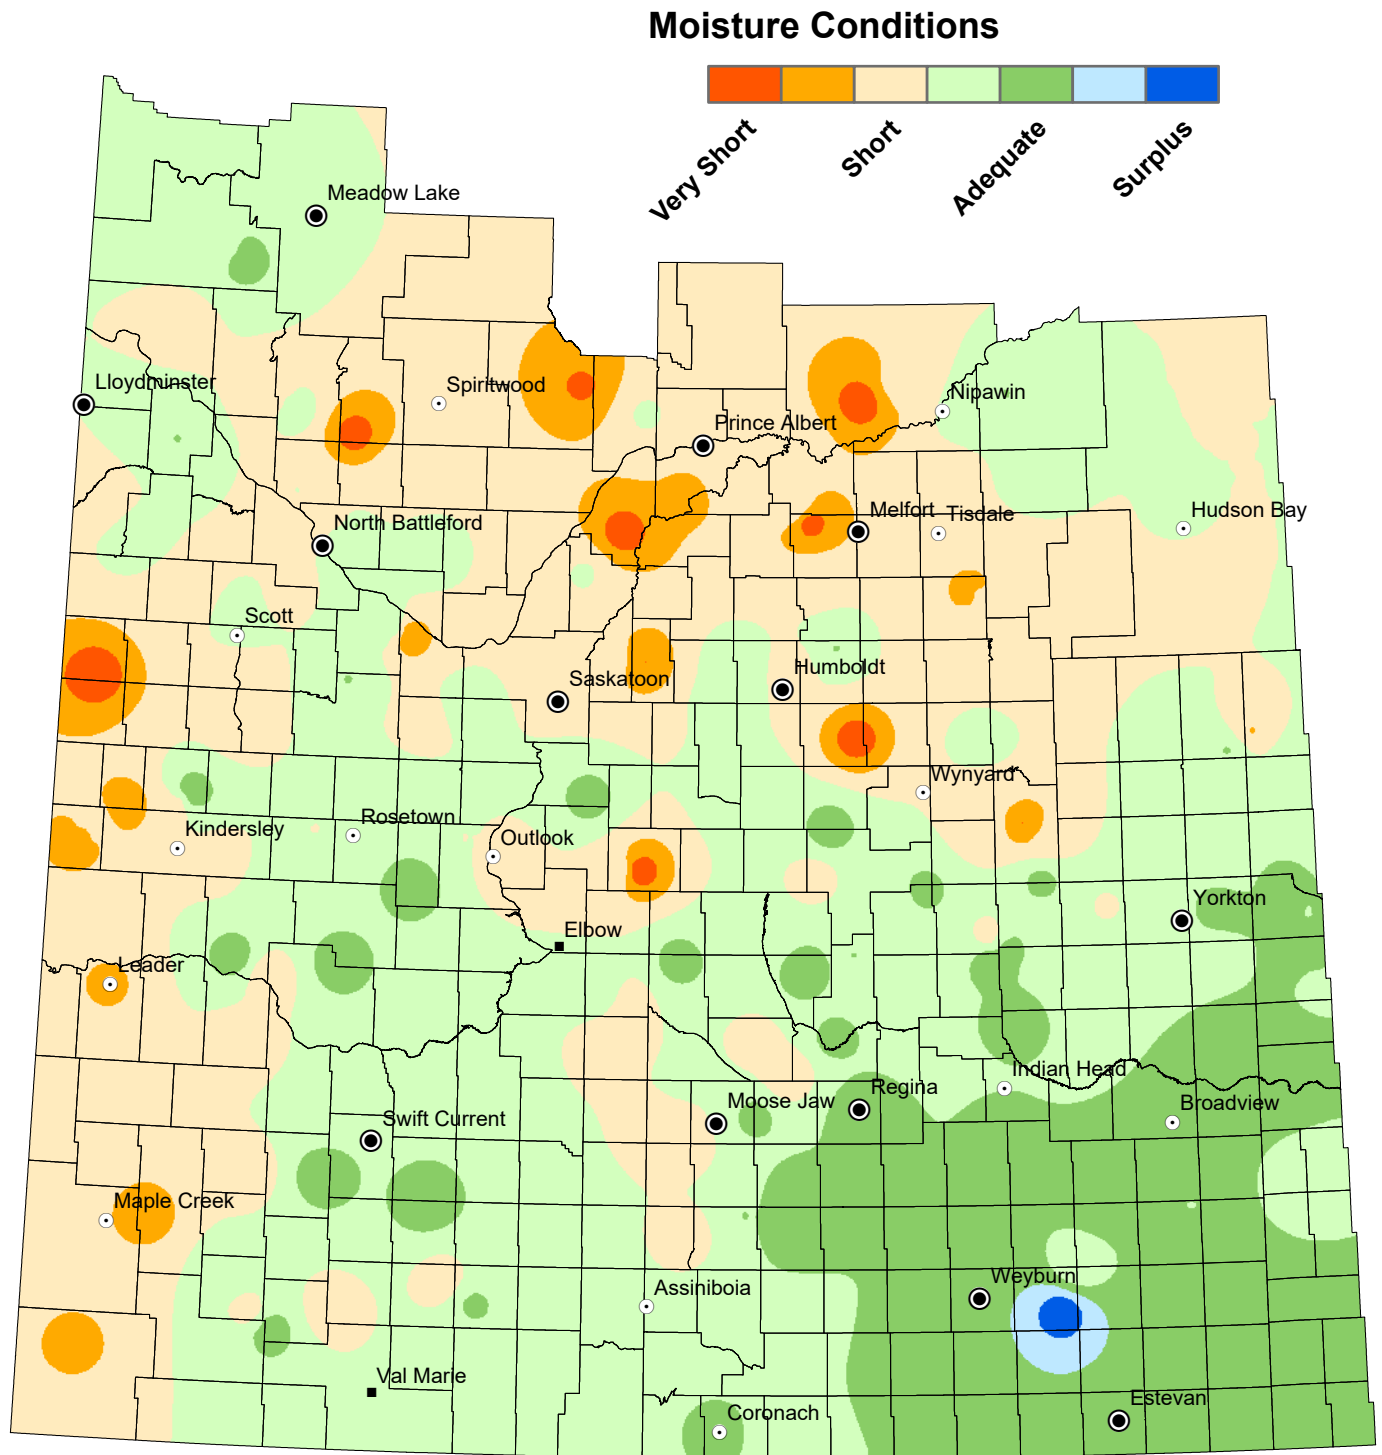 Moisture Conditions
Very Short
Short
Adequate
Surplus
Meadow Lake
Lloydminster
Spiritwood
Nipawin
Prince Albert
North Battleford
Melfort
Tisdale
Hudson Bay
Scott
Saskatoon
Humboldt
Wynyard
Kindersley
Rosetown
Outlook
Yorkton
Elbow
Leader
Indian Head
Regina
Moose Jaw
Broadview
Swift Current
Maple Creek
Weyburn
Assiniboia
Val Marie
Estevan
Coronach